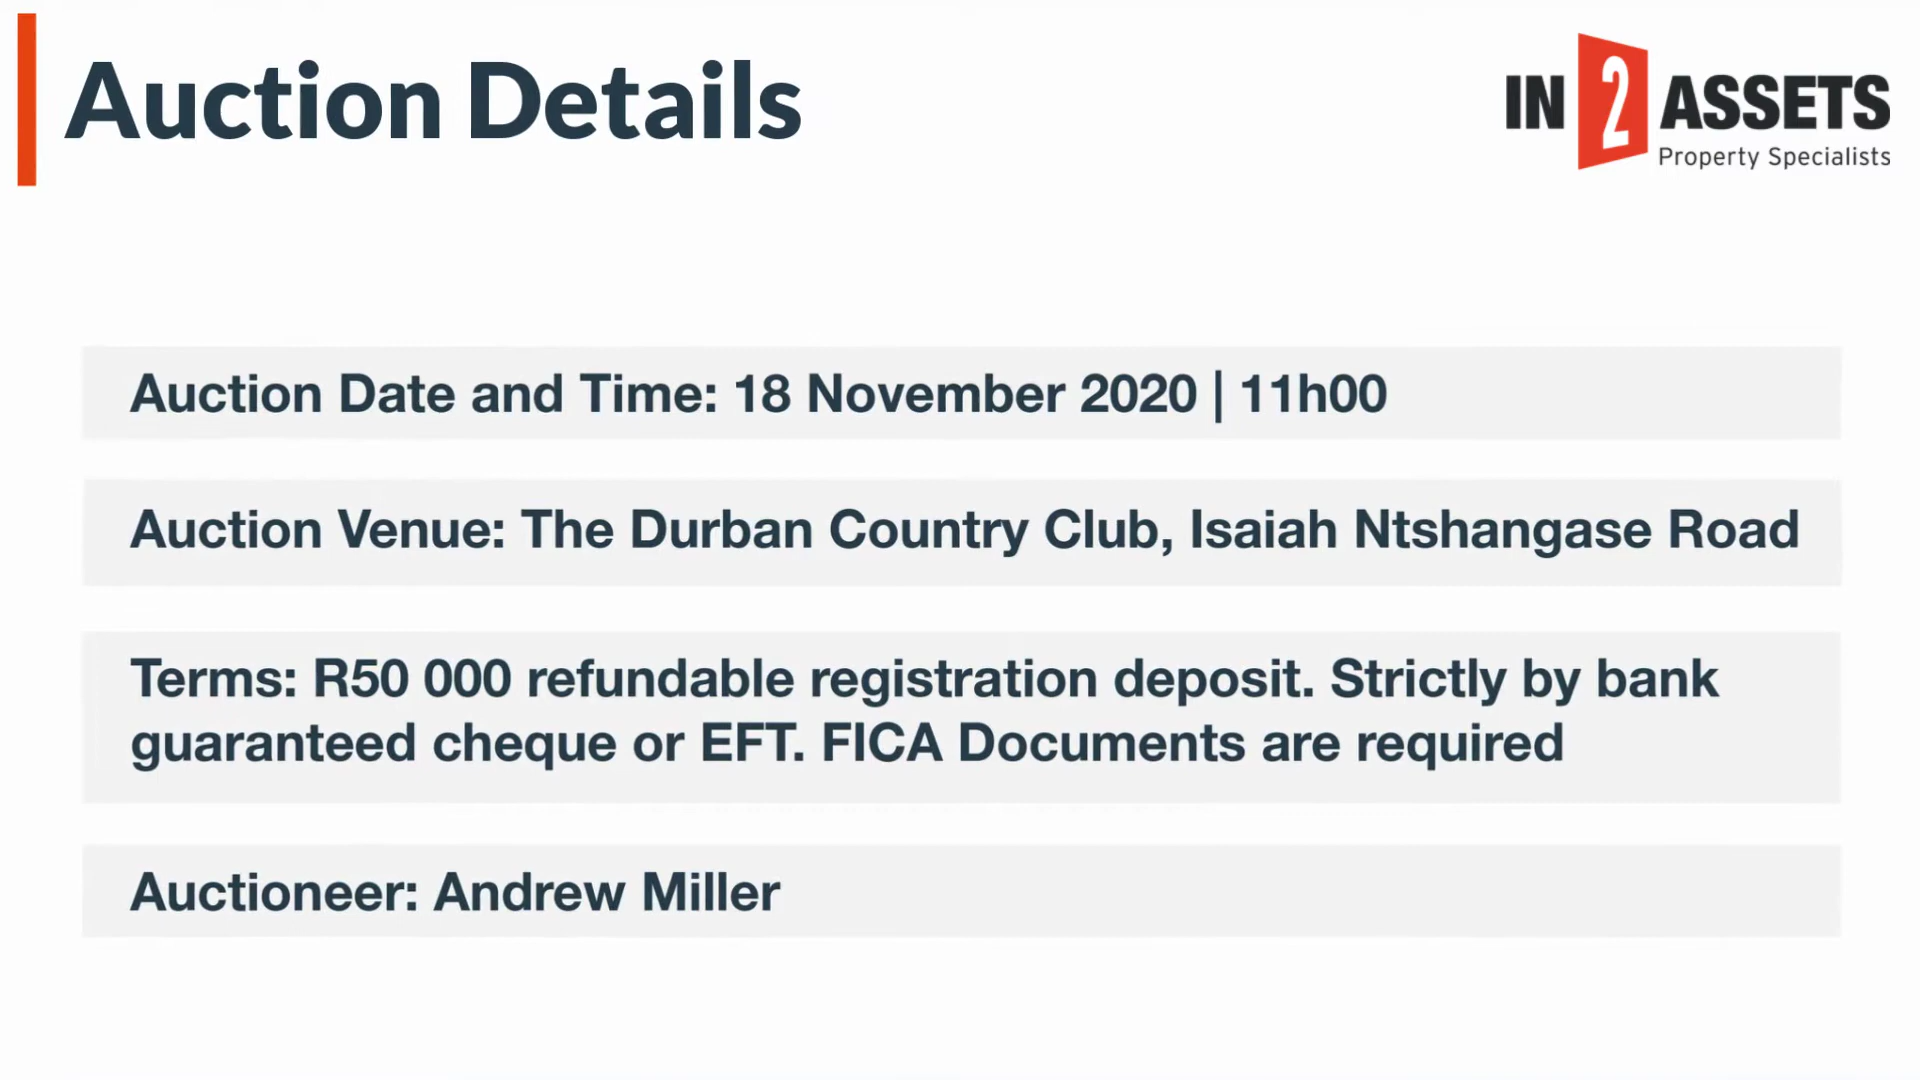 Auction Details
IN 2 ASSETS
Property Specialists
Auction Date and Time: 18 November 2020 | 11h00
Auction Venue: The Durban Country Club, Isaiah Ntshangase Road
Terms: R50 000 refundable registration deposit. Strictly by bank
guaranteed cheque or EFT. FICA Documents are required
Auctioneer: Andrew Miller